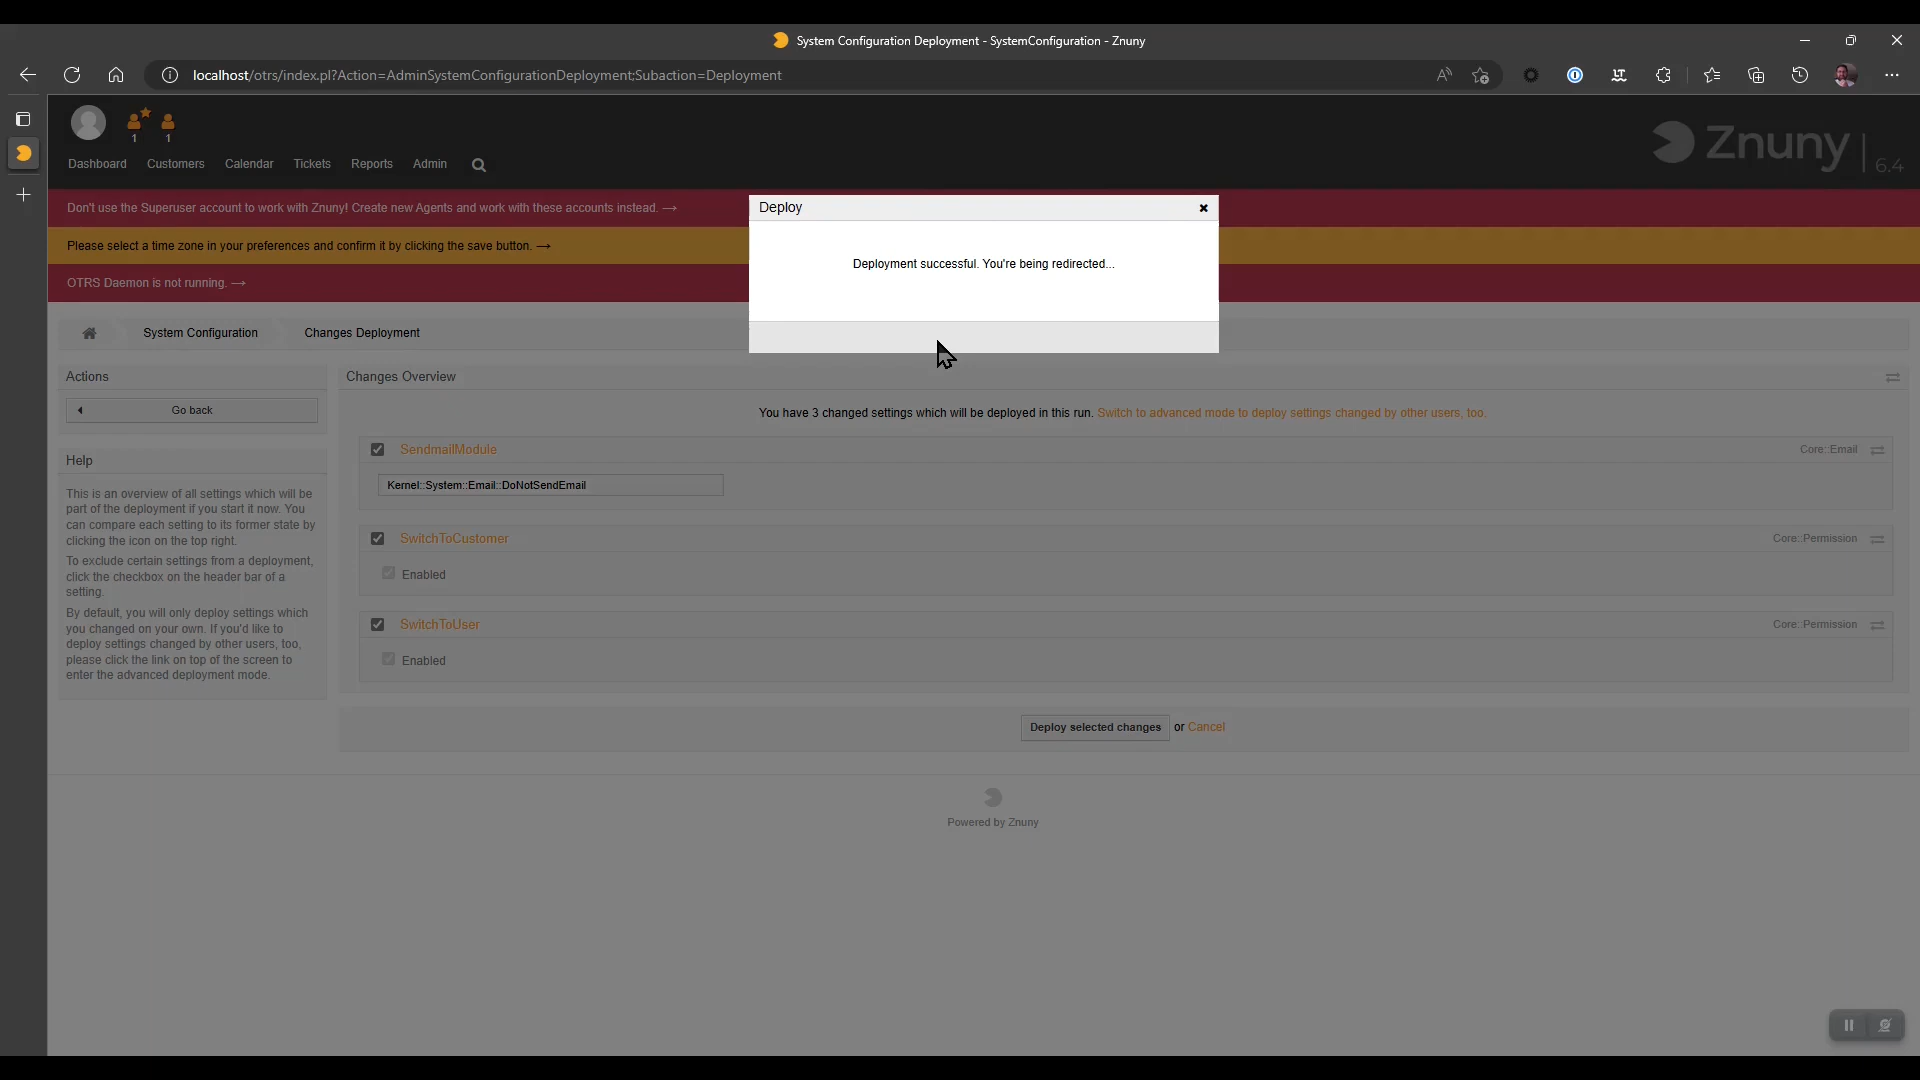 System Configuration Deployment - SystemConfiguration - Znuny
localhost/otrs/index.pl?Action=AdminSystemConfigurationDeployment;Subaction=Deployment
1 1
Dashboard Customers Calendar Tickets Reports Admin
Znuny 6.4
Don't use the Superuser account to work with Znuny! Create new Agents and work with these accounts instead. →
Please select a time zone in your preferences and confirm it by clicking the save button. →
OTRS Daemon is not running. →
Deploy
Deployment successful. You're being redirected...
System Configuration Changes Deployment
Actions
Go back
Help
This is an overview of all settings which will be
part of the deployment if you start it now. You
can compare each setting to its former state by
clicking the icon on the top right.
To exclude certain settings from a deployment,
click the checkbox on the header bar of a
setting.
By default, you will only deploy settings which
you changed on your own. If you'd like to
deploy settings changed by other users, too,
please click the link on top of the screen to
enter the advanced deployment mode.
Changes Overview
You have 3 changed settings which will be deployed in this run. Switch to advanced mode to deploy settings changed by other users, too.
SendmailModule Core::Email
Kernel::System::Email::DoNotSendEmail
SwitchToCustomer Core::Permission
Enabled
SwitchToUser Core::Permission
Enabled
Deploy selected changes or Cancel
Powered by Znuny